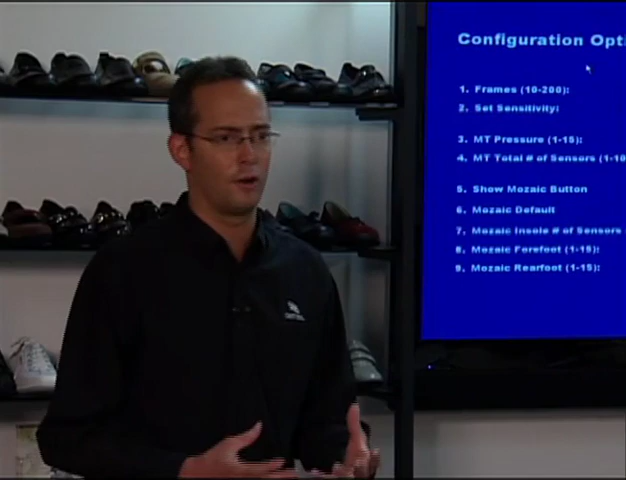 Configuration Opti
1. Frames (10-200):
2. Set Sensitivity:
3. MT Pressure (1-15):
4. MT Total # of Sensors (1-10
5. Show Mozaic Button
6. Mozaic Default
7. Mozaic Insole # of Sensors
8. Mozaic Forefoot (1-15):
9. Mozaic Rearfoot (1-15):